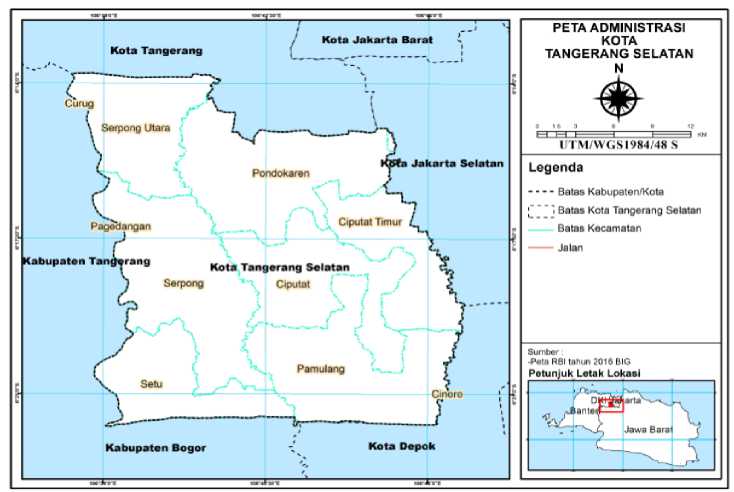 PETA ADMINISTRASI
KOTA
TANGERANG SELATAN
N
0 1.5 3 6 9 12
KM
UTM/WGS1984/48 S
Legenda
Batas Kabupaten/Kota
Batas Kota Tangerang Selatan
Batas Kecamatan
Jalan
Sumber :
-Peta RBI tahun 2016 BIG
Petunjuk Letak Lokasi
DKI Jakarta
Banten
Jawa Barat
Kota Tangerang
Kota Jakarta Barat
Curug
Serpong Utara
Kota Jakarta Selatan
Pondokaren
Pagedangan
Ciputat Timur
Kabupaten Tangerang
Kota Tangerang Selatan
Serpong
Ciputat
Setu
Pamulang
Cinere
Kabupaten Bogor
Kota Depok